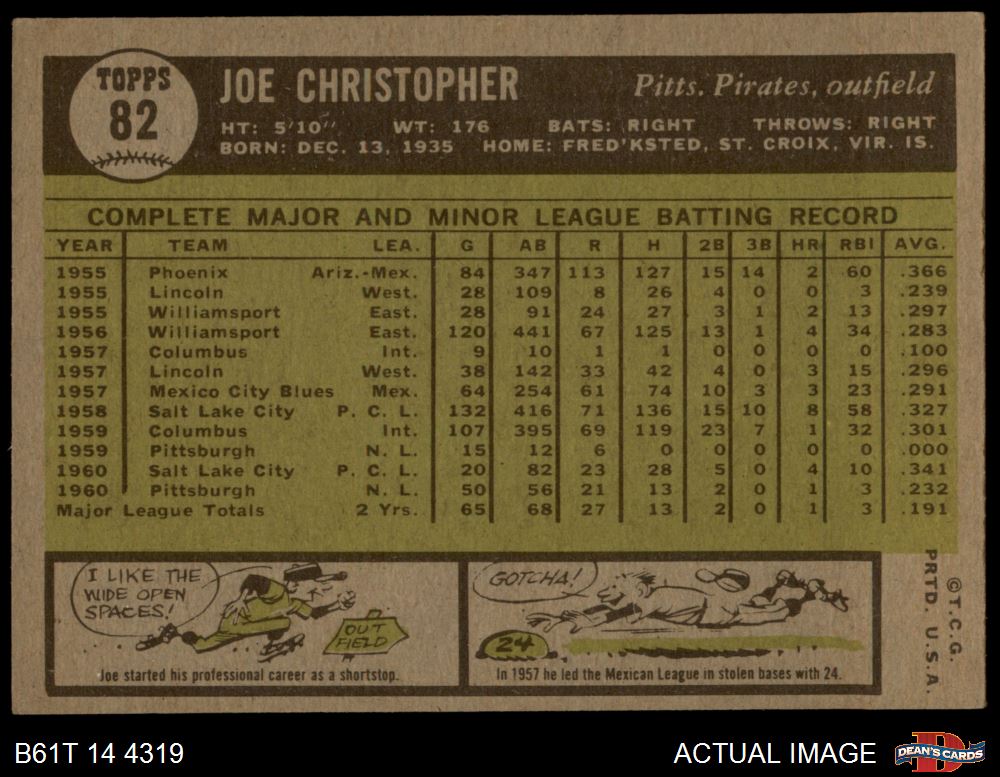 TOPPS
82
JOE CHRISTOPHER
Pitts. Pirates, outfield
HT: 5'10" WT: 176 BATS: RIGHT THROWS: RIGHT
BORN: DEC. 13, 1935 HOME: FRED'KSTED, ST. CROIX, VIR. IS.
COMPLETE MAJOR AND MINOR LEAGUE BATTING RECORD
YEAR TEAM LEA. G AB R H 2B 3B HR RBI AVG.
1955 Phoenix Ariz.-Mex. 84 347 113 127 15 14 2 60 .366
1955 Lincoln West. 28 109 8 26 4 0 0 3 .239
1955 Williamsport East. 28 91 24 27 3 1 2 13 .297
1956 Williamsport East. 120 441 67 125 13 1 4 34 .283
1957 Columbus Int. 9 10 1 1 0 0 0 0 .100
1957 Lincoln West. 38 142 33 42 4 0 3 15 .296
1957 Mexico City Blues Mex. 64 254 61 74 10 3 3 23 .291
1958 Salt Lake City P. C. L. 132 416 71 136 15 10 8 58 .327
1959 Columbus Int. 107 395 69 119 23 7 1 32 .301
1959 Pittsburgh N. L. 15 12 6 0 0 0 0 0 .000
1960 Salt Lake City P. C. L. 20 82 23 28 5 0 4 10 .341
1960 Pittsburgh N. L. 50 56 21 13 2 0 1 3 .232
Major League Totals 2 Yrs. 65 68 27 13 2 0 1 3 .191
I LIKE THE
WIDE OPEN
SPACES!
OUT
FIELD
Joe started his professional career as a shortstop.
GOTCHA!
24
In 1957 he led the Mexican League in stolen bases with 24.
©T.C.G.
PRTD. U.S.A.
B61T 14 4319
ACTUAL IMAGE
D
DEAN'S CARDS